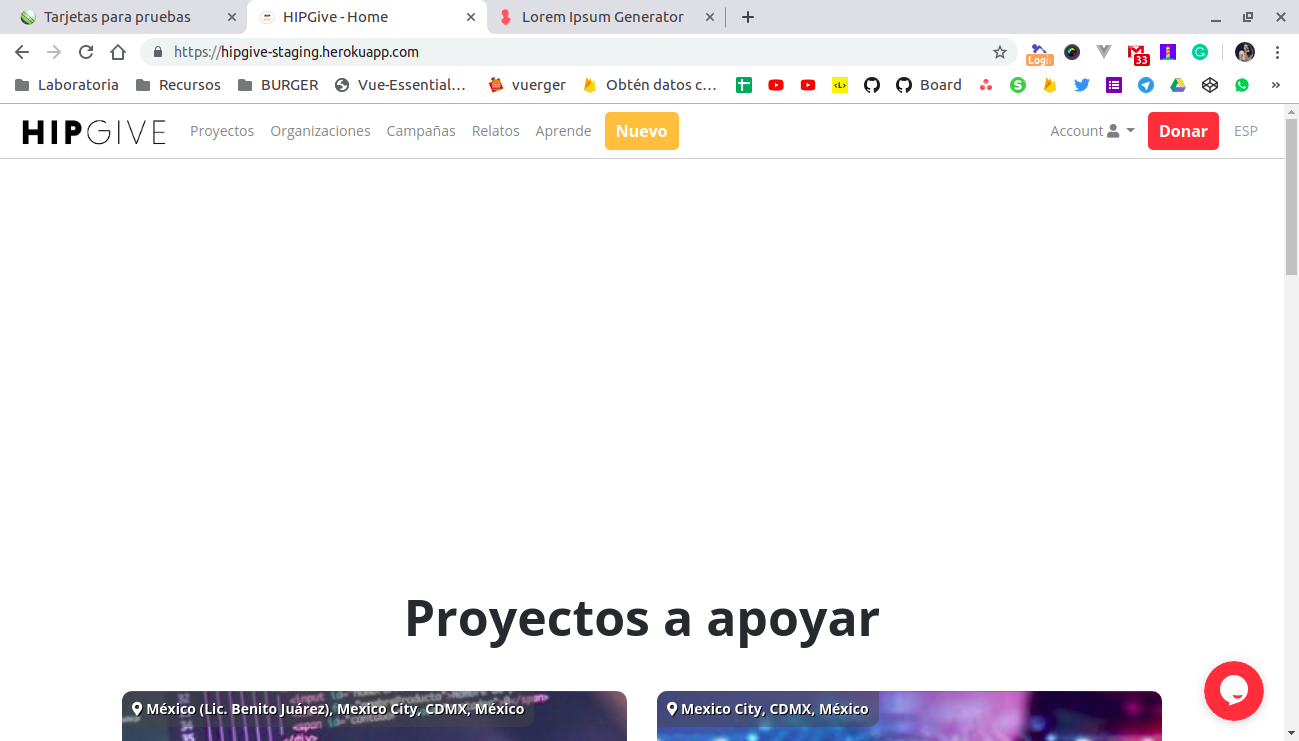 Tarjetas para pruebas
HIPGive - Home
Lorem Ipsum Generator
https://hipgive-staging.herokuapp.com
Logi
33
Laboratoria
Recursos
BURGER
Vue-Essential…
vuerger
Obtén datos c…
Board
HIPGIVE
Proyectos
Organizaciones
Campañas
Relatos
Aprende
Nuevo
Account
Donar
ESP
Proyectos a apoyar
México (Lic. Benito Juárez), Mexico City, CDMX, México
Mexico City, CDMX, México